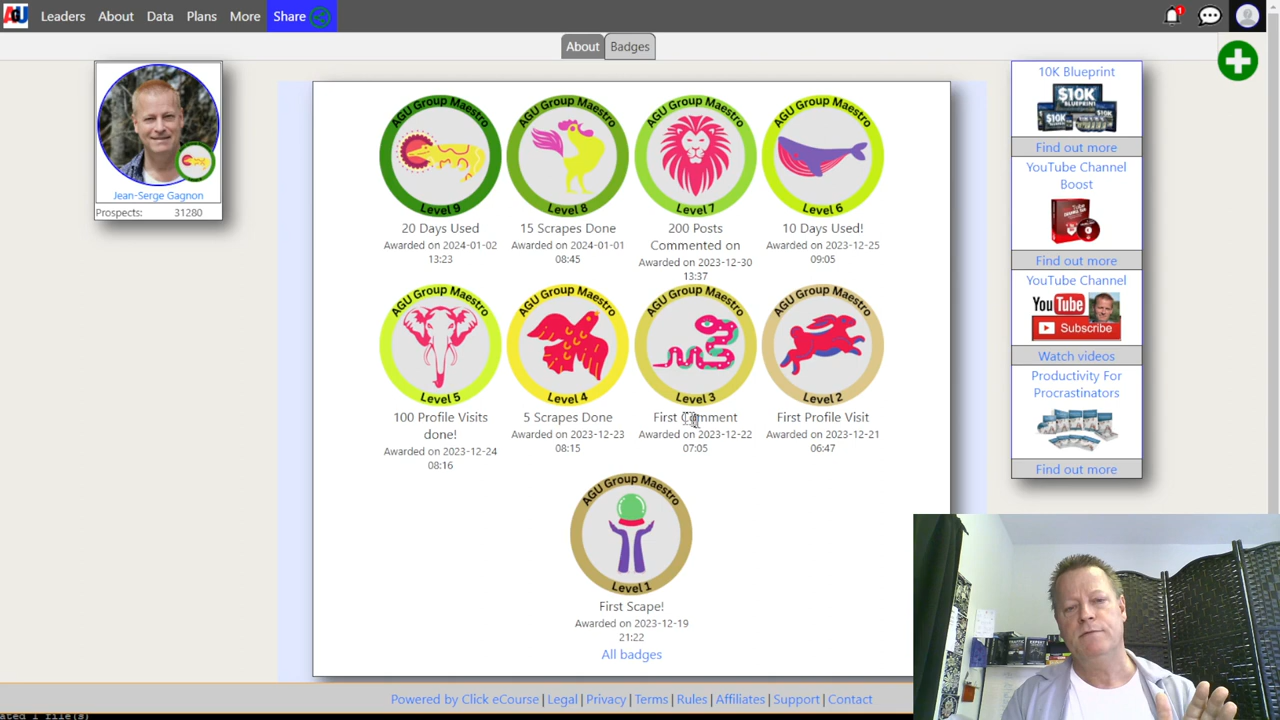 AGU
Leaders About Data Plans More Share
1
About Badges
Jean-Serge Gagnon
Prospects: 31280
AGU Group Maestro
Level 9
20 Days Used
Awarded on 2024-01-02
13:23
AGU Group Maestro
Level 8
15 Scrapes Done
Awarded on 2024-01-01
08:45
AGU Group Maestro
Level 7
200 Posts
Commented on
Awarded on 2023-12-30
13:37
AGU Group Maestro
Level 6
10 Days Used!
Awarded on 2023-12-25
09:05
AGU Group Maestro
Level 5
100 Profile Visits
done!
Awarded on 2023-12-24
08:16
AGU Group Maestro
Level 4
5 Scrapes Done
Awarded on 2023-12-23
08:15
AGU Group Maestro
Level 3
First Comment
Awarded on 2023-12-22
07:05
AGU Group Maestro
Level 2
First Profile Visit
Awarded on 2023-12-21
06:47
AGU Group Maestro
Level 1
First Scape!
Awarded on 2023-12-19
21:22
All badges
10K Blueprint
$10K
BLUEPRINT
Find out more
YouTube Channel
Boost
Find out more
YouTube Channel
YouTube
Subscribe
Watch videos
Productivity For
Procrastinators
Find out more
Powered by Click eCourse | Legal | Privacy | Terms | Rules | Affiliates | Support | Contact
ated 1 file(s)